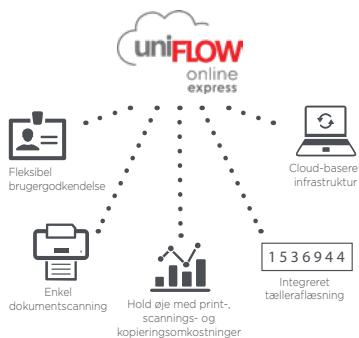 uniFLOW
online
express
Fleksibel
brugergodkendelse
Cloud-basere
infrastruktur
Enkel
dokumentscanning
Hold øje med print-,
scannings- og
kopieringsomkostninger
1536944
Integreret
tælleraflæsning